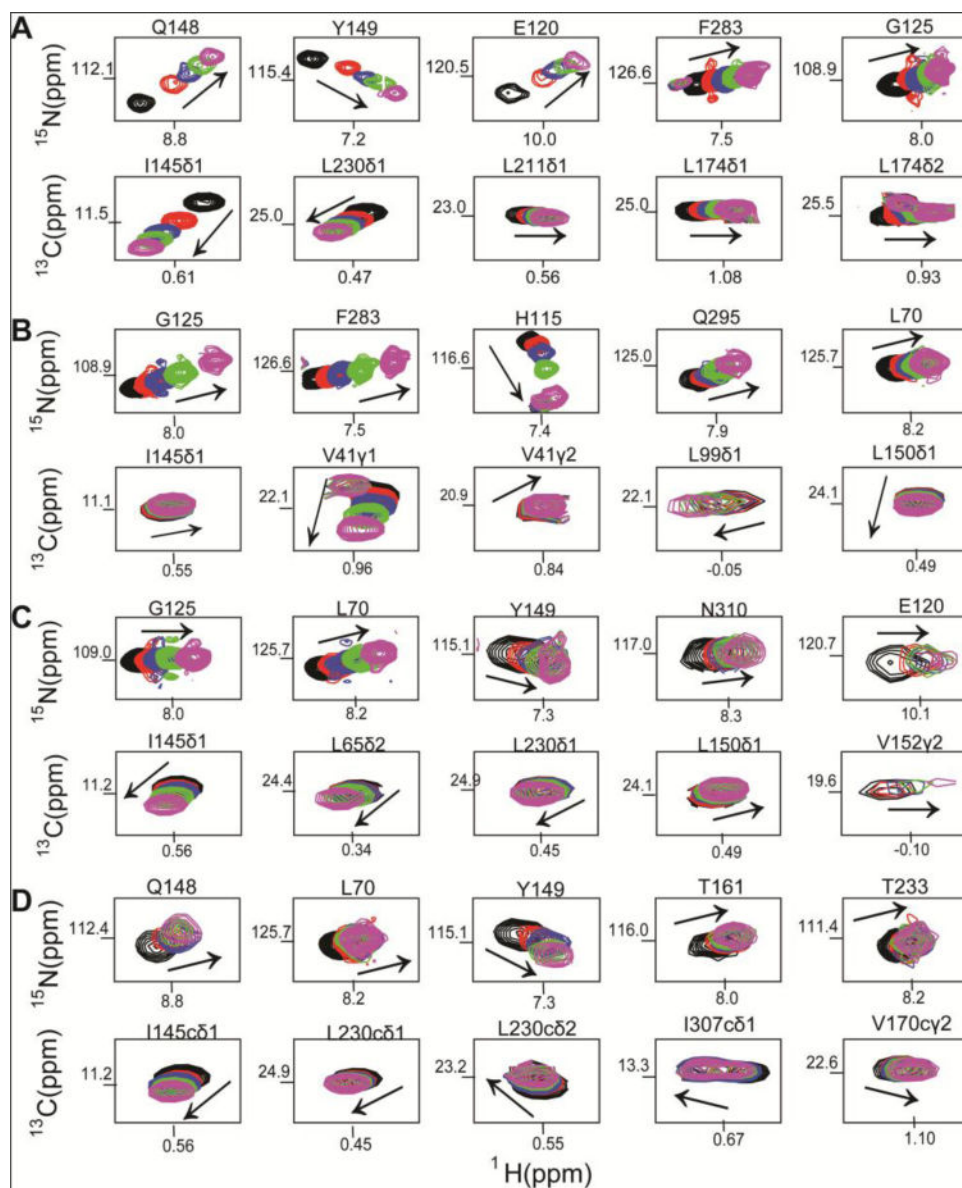 A
Q148 Y149 E120 F283 G125
15N(ppm)
112.1 115.4 120.5 126.6 108.9
8.8 7.2 10.0 7.5 8.0
I145δ1 L230δ1 L211δ1 L174δ1 L174δ2
13C(ppm)
11.5 25.0 23.0 25.0 25.5
0.61 0.47 0.56 1.08 0.93
B
G125 F283 H115 Q295 L70
15N(ppm)
108.9 126.6 116.6 125.0 125.7
8.0 7.5 7.4 7.9 8.2
I145δ1 V41γ1 V41γ2 L99δ1 L150δ1
13C(ppm)
11.1 22.1 20.9 22.1 24.1
0.55 0.96 0.84 -0.05 0.49
C
G125 L70 Y149 N310 E120
15N(ppm)
109.0 125.7 115.1 117.0 120.7
8.0 8.2 7.3 8.3 10.1
I145δ1 L65δ2 L230δ1 L150δ1 V152γ2
13C(ppm)
11.2 24.4 24.9 24.1 19.6
0.56 0.34 0.45 0.49 -0.10
D
Q148 L70 Y149 T161 T233
15N(ppm)
112.4 125.7 115.1 116.0 111.4
8.8 8.2 7.3 8.0 8.2
I145cδ1 L230cδ1 L230cδ2 I307cδ1 V170cγ2
13C(ppm)
11.2 24.9 23.2 13.3 22.6
0.56 0.45 0.55 0.67 1.10
1H(ppm)